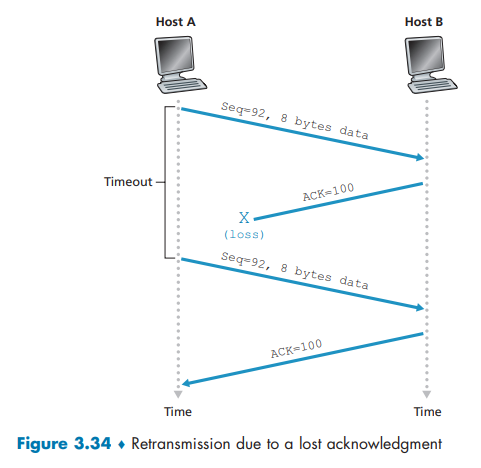 Host A
Host B
Seq=92, 8 bytes data
Timeout
ACK=100
X
(loss)
Seq=92, 8 bytes data
ACK=100
Time
Time
Figure 3.34 ♦ Retransmission due to a lost acknowledgment